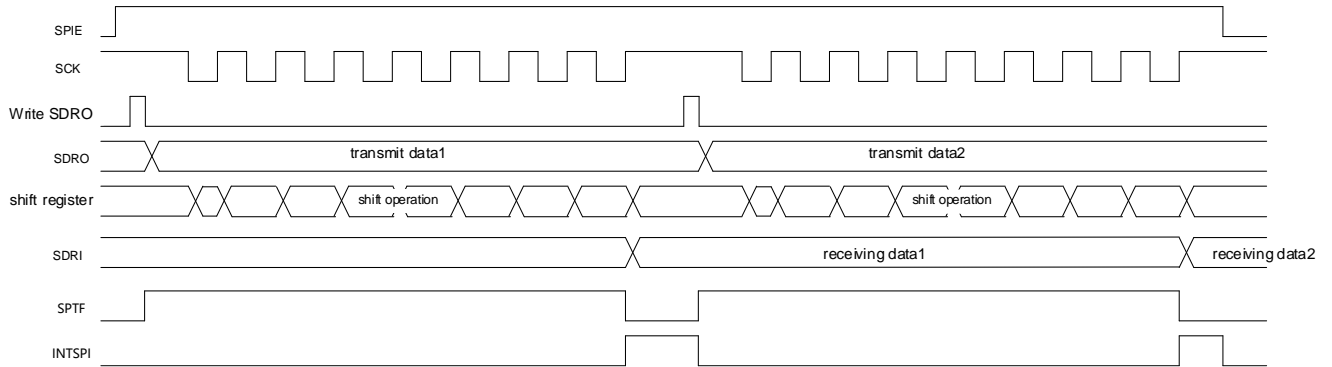 SPIE
SCK
Write SDRO
SDRO transmit data1 transmit data2
shift register shift operation shift operation
SDRI receiving data1 receiving data2
SPTF
INTSPI